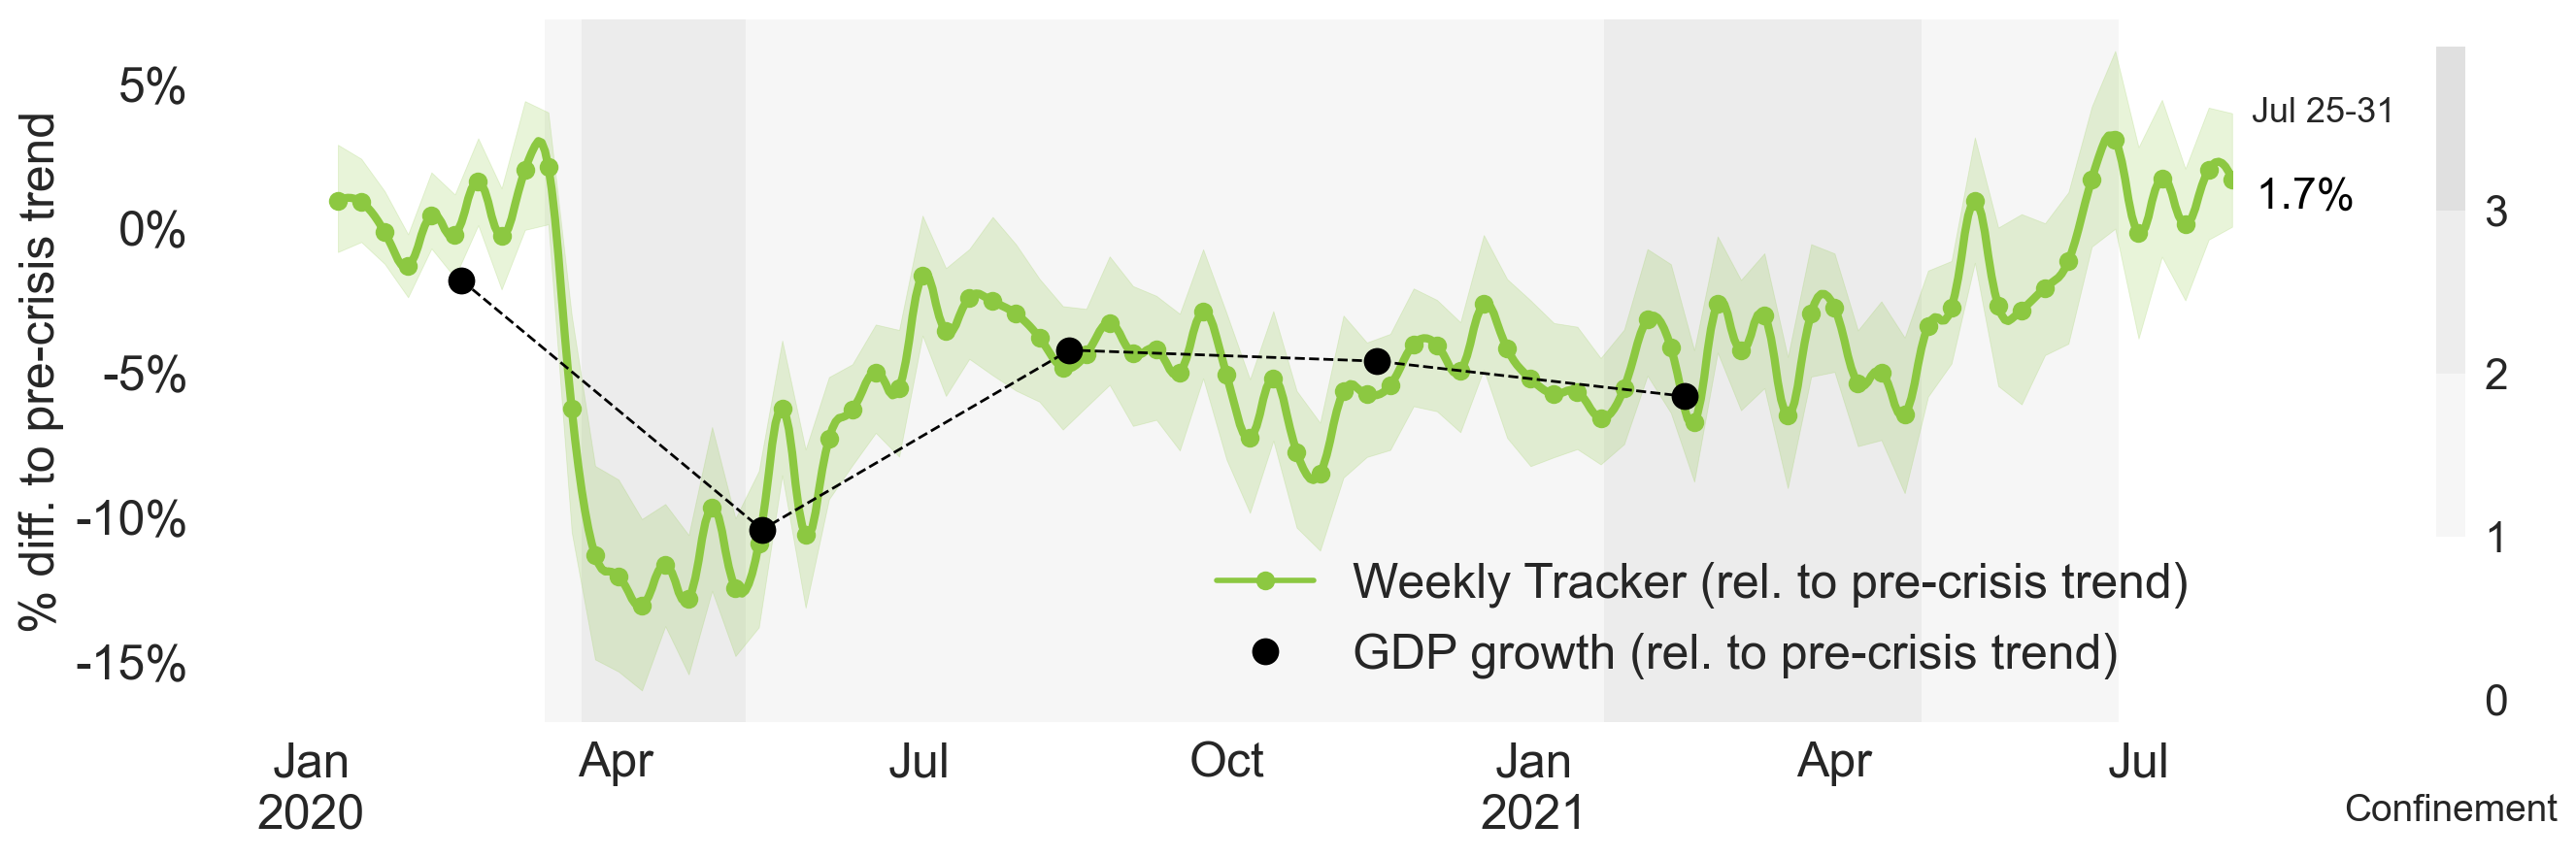 % diff. to pre-crisis trend
5%
0%
-5%
-10%
-15%
Jul 25-31
1.7%
Weekly Tracker (rel. to pre-crisis trend)
GDP growth (rel. to pre-crisis trend)
Jan Apr Jul Oct Jan Apr Jul
2020 2021
3
2
1
0
Confinement